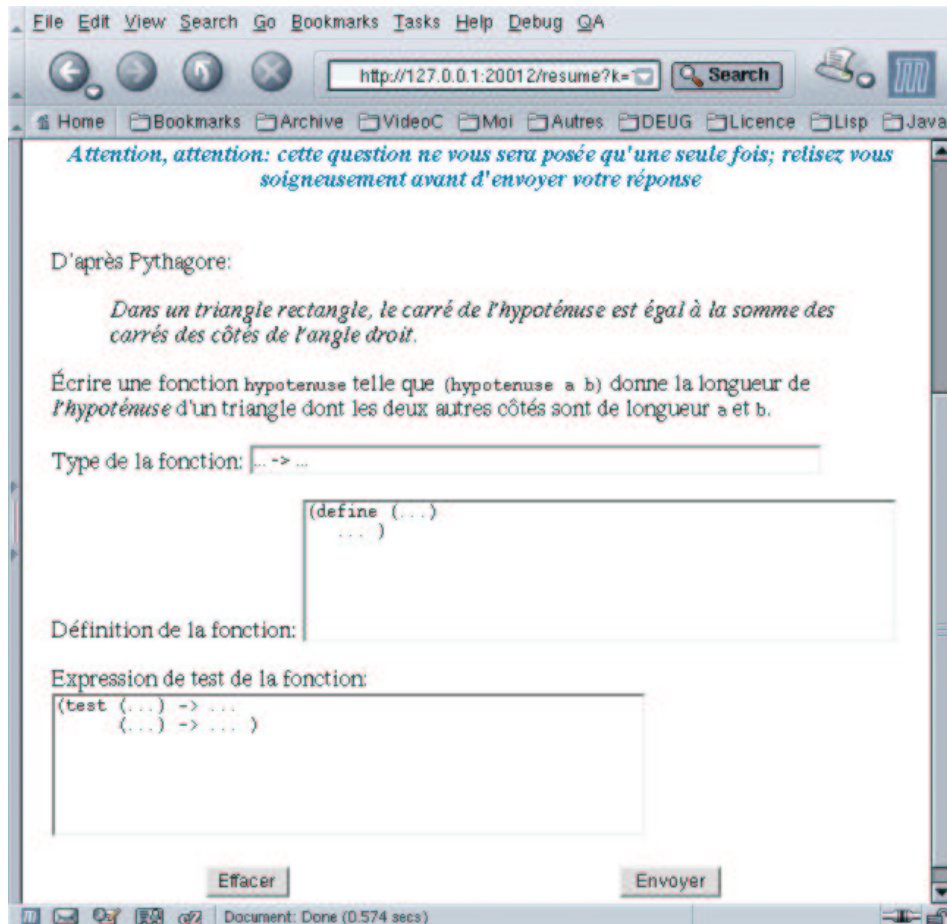 File Edit View Search Go Bookmarks Tasks Help Debug QA
http://127.0.0.1:20012/resume?k= Search
Home Bookmarks Archive VideoC Moi Autres DEUG Licence Lisp Java
Attention, attention: cette question ne vous sera posée qu'une seule fois; relisez vous
soigneusement avant d'envoyer votre réponse
D'après Pythagore:
Dans un triangle rectangle, le carré de l'hypoténuse est égal à la somme des
carrés des côtés de l'angle droit.
Écrire une fonction hypotenuse telle que (hypotenuse a b) donne la longueur de
l'hypoténuse d'un triangle dont les deux autres côtés sont de longueur a et b.
Type de la fonction: ... -> ...
(define (...)
... )
Définition de la fonction:
Expression de test de la fonction:
(test (...) -> ...
(...) -> ... )
Effacer Envoyer
Document: Done (0.574 secs)